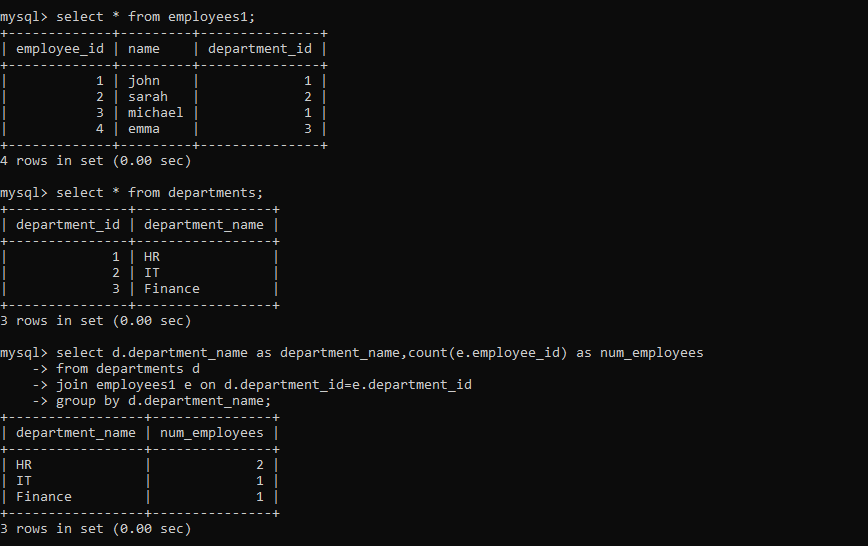 mysql> select * from employees1;
+-------------+---------+---------------+
| employee_id | name    | department_id |
+-------------+---------+---------------+
|           1 | john    |             1 |
|           2 | sarah   |             2 |
|           3 | michael |             1 |
|           4 | emma    |             3 |
+-------------+---------+---------------+
4 rows in set (0.00 sec)
mysql> select * from departments;
+---------------+-----------------+
| department_id | department_name |
+---------------+-----------------+
|             1 | HR              |
|             2 | IT              |
|             3 | Finance         |
+---------------+-----------------+
3 rows in set (0.00 sec)
mysql> select d.department_name as department_name,count(e.employee_id) as num_employees
    -> from departments d
    -> join employees1 e on d.department_id=e.department_id
    -> group by d.department_name;
+-----------------+---------------+
| department_name | num_employees |
+-----------------+---------------+
| HR              |             2 |
| IT              |             1 |
| Finance         |             1 |
+-----------------+---------------+
3 rows in set (0.00 sec)